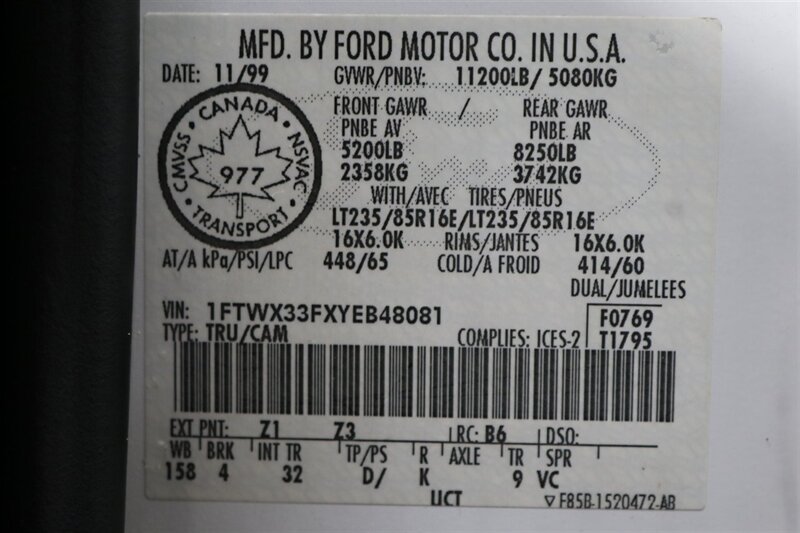 MFD. BY FORD MOTOR CO. IN U.S.A.
DATE: 11/99 GVWR/PNBV: 11200LB/ 5080KG
FRONT GAWR / REAR GAWR
PNBE AV PNBE AR
5200LB 8250LB
2358KG 3742KG
WITH/AVEC TIRES/PNEUS
LT235/85R16E/LT235/85R16E
16X6.0K RIMS/JANTES 16X6.0K
AT/A kPa/PSI/LPC 448/65 COLD/A FROID 414/60
DUAL/JUMELEES
CANADA
CMVSS NSVAC
977
TRANSPORT
VIN: 1FTWX33FXYEB48081 F0769
TYPE: TRU/CAM COMPLIES: ICES-2 T1795
EXT PNT: Z1 Z3 RC: B6 DSO:
WB BRK INT TR TP/PS R AXLE TR SPR
158 4 32 D/ K 9 VC
UCT ▽ F85B-1520472-AB